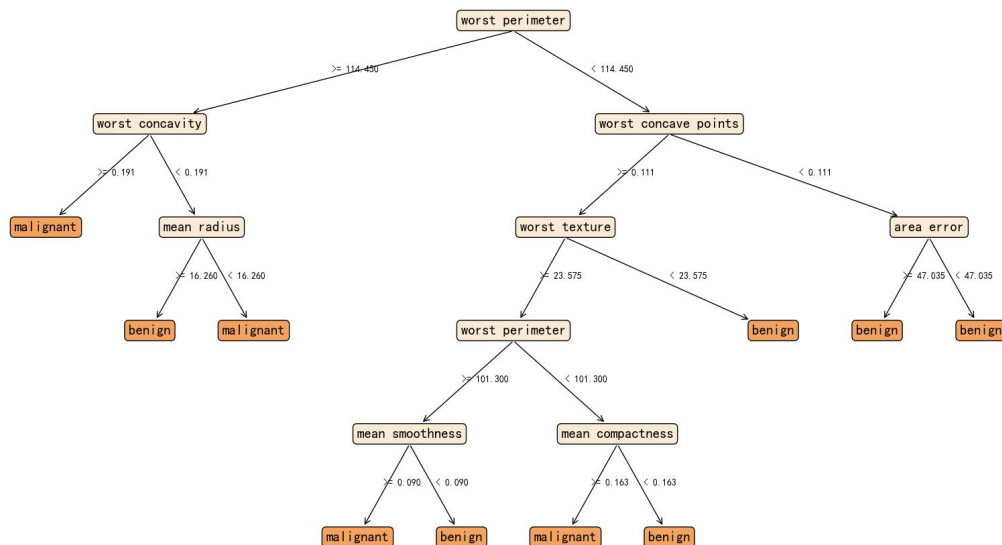 worst perimeter
>= 114.450
< 114.450
worst concavity
worst concave points
>= 0.191
< 0.191
>= 0.111
< 0.111
malignant
mean radius
worst texture
area error
>= 16.260
< 16.260
>= 23.575
< 23.575
>= 47.035
< 47.035
benign
malignant
worst perimeter
benign
benign
benign
>= 101.300
< 101.300
mean smoothness
mean compactness
>= 0.090
< 0.090
>= 0.163
< 0.163
malignant
benign
malignant
benign